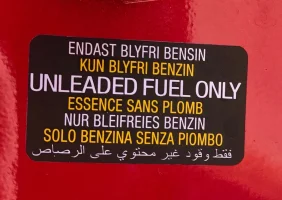 ENDAST BLYFRI BENSIN
KUN BLYFRI BENZIN
UNLEADED FUEL ONLY
ESSENCE SANS PLOMB
NUR BLEIFREIES BENZIN
SOLO BENZINA SENZA PIOMBO
فقط وقود غير محتوي على الرصاص